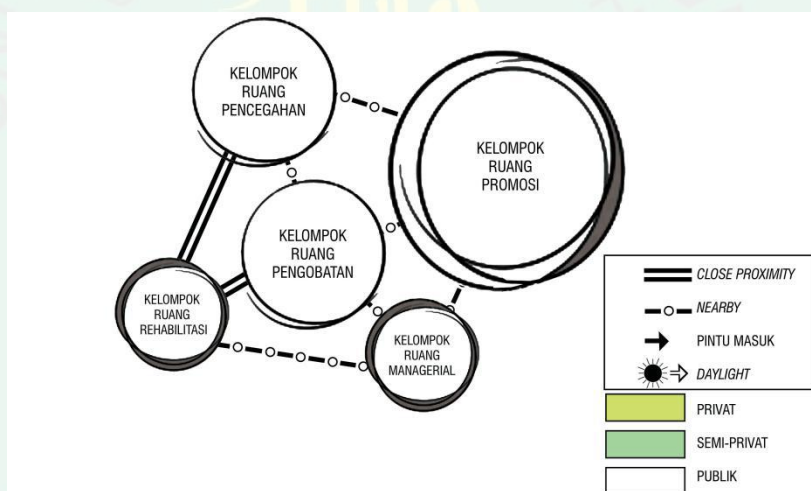 KELOMPOK
RUANG
PENCEGAHAN
KELOMPOK
RUANG
PROMOSI
KELOMPOK
RUANG
PENGOBATAN
KELOMPOK
RUANG
REHABILITASI
KELOMPOK
RUANG
MANAGERIAL
CLOSE PROXIMITY
NEARBY
PINTU MASUK
DAYLIGHT
PRIVAT
SEMI-PRIVAT
PUBLIK